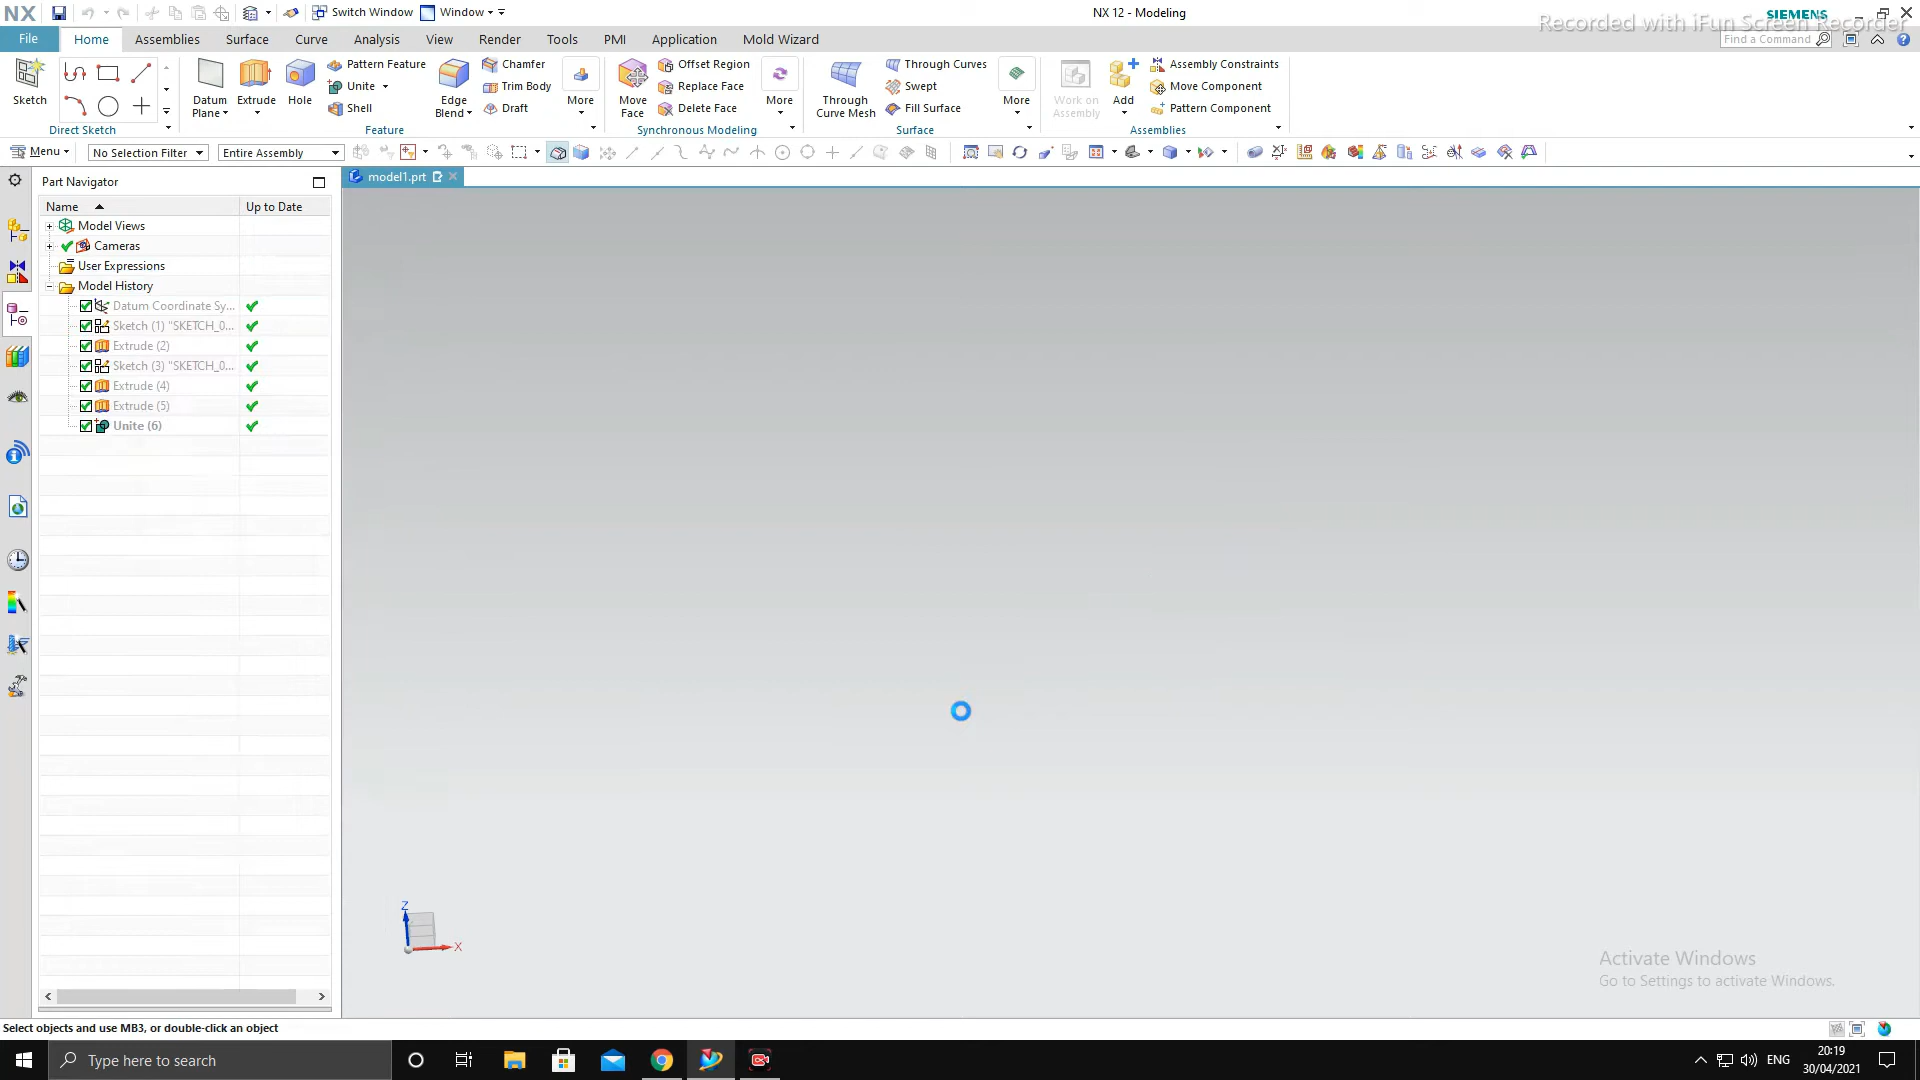 NX Switch Window Window NX 12 - Modeling SIEMENS
Recorded with iFun Screen Recorder
File Home Assemblies Surface Curve Analysis View Render Tools PMI Application Mold Wizard Find a Command
Sketch
Direct Sketch
Datum Plane Extrude Hole
Pattern Feature
Unite
Shell
Edge Blend
Chamfer
Trim Body
Draft
More
Feature
Move Face
Offset Region
Replace Face
Delete Face
More
Synchronous Modeling
Through Curve Mesh
Through Curves
Swept
Fill Surface
More
Surface
Work on Assembly
Add
Assembly Constraints
Move Component
Pattern Component
Assemblies
Menu No Selection Filter Entire Assembly
Part Navigator
model1.prt
Name Up to Date
Model Views
Cameras
User Expressions
Model History
Datum Coordinate Sy...
Sketch (1) "SKETCH_0...
Extrude (2)
Sketch (3) "SKETCH_0...
Extrude (4)
Extrude (5)
Unite (6)
Z
X
Activate Windows
Go to Settings to activate Windows.
Select objects and use MB3, or double-click an object
Type here to search
ENG
20:19
30/04/2021